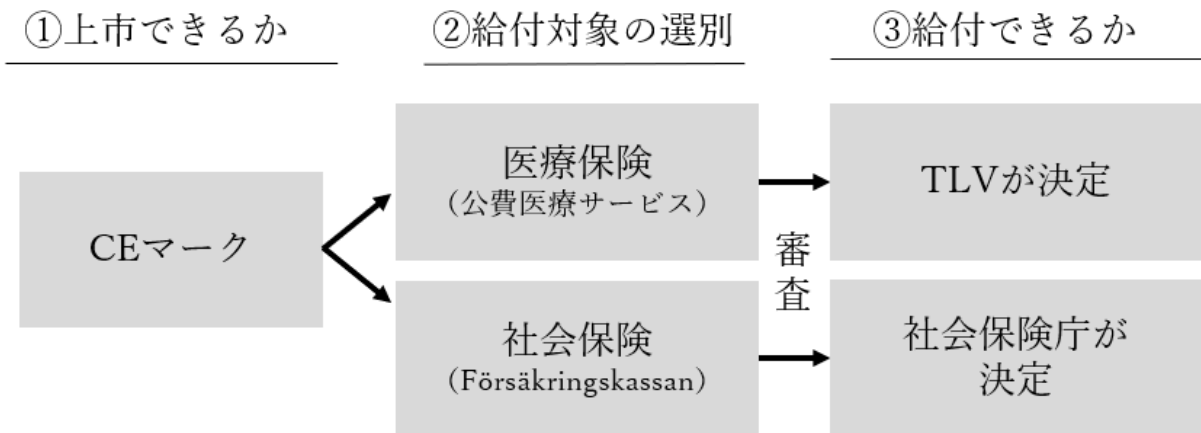 ①上市できるか
②給付対象の選別
③給付できるか
CEマーク
医療保険
(公費医療サービス)
社会保険
(Försäkringskassan)
審査
TLVが決定
社会保険庁が
決定